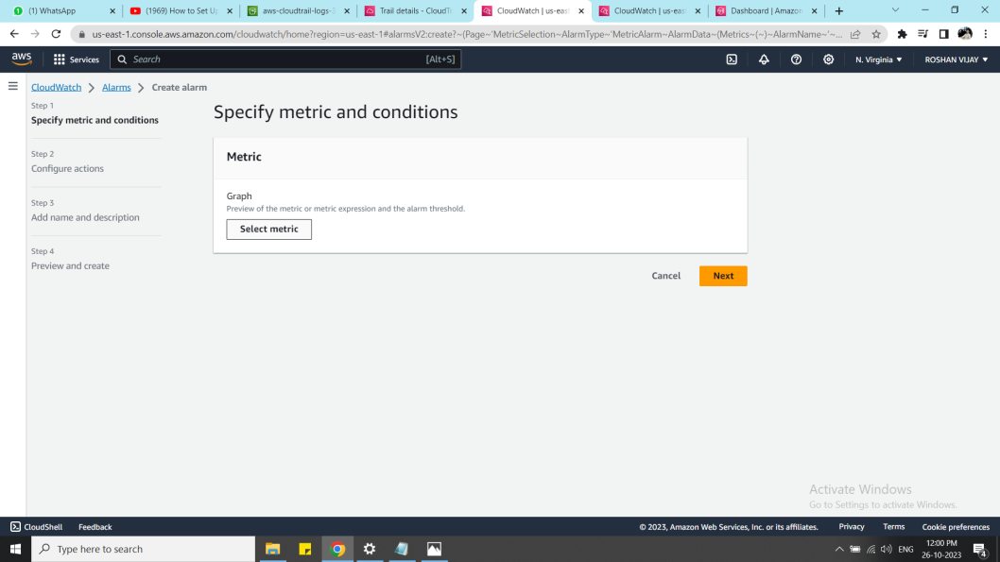 (1) WhatsApp
(1969) How to Set Up
aws-cloudtrail-logs-3
Trail details - CloudTr
CloudWatch | us-east
CloudWatch | us-east
Dashboard | Amazon
us-east-1.console.aws.amazon.com/cloudwatch/home?region=us-east-1#alarmsV2:create?~(Page~'MetricSelection~AlarmType~'MetricAlarm~AlarmData~(Metrics~(~)~AlarmName~'~...
aws
Services
Search
[Alt+S]
N. Virginia
ROSHAN VIJAY
CloudWatch
Alarms
Create alarm
Step 1
Specify metric and conditions
Step 2
Configure actions
Step 3
Add name and description
Step 4
Preview and create
Specify metric and conditions
Metric
Graph
Preview of the metric or metric expression and the alarm threshold.
Select metric
Cancel
Next
Activate Windows
Go to Settings to activate Windows.
CloudShell
Feedback
© 2023, Amazon Web Services, Inc. or its affiliates.
Privacy
Terms
Cookie preferences
Type here to search
ENG
12:00 PM
26-10-2023
4